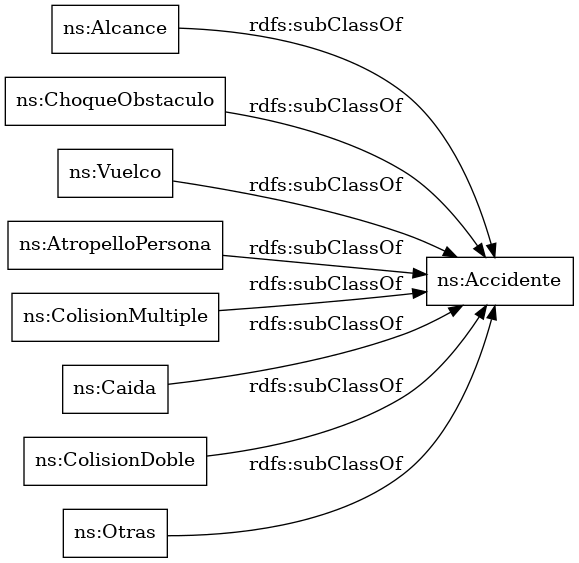 ns:Alcance
rdfs:subClassOf
ns:ChoqueObstaculo
rdfs:subClassOf
ns:Vuelco
rdfs:subClassOf
ns:AtropelloPersona
rdfs:subClassOf
ns:Accidente
ns:ColisionMultiple
rdfs:subClassOf
ns:Caida
rdfs:subClassOf
ns:ColisionDoble
rdfs:subClassOf
ns:Otras
rdfs:subClassOf